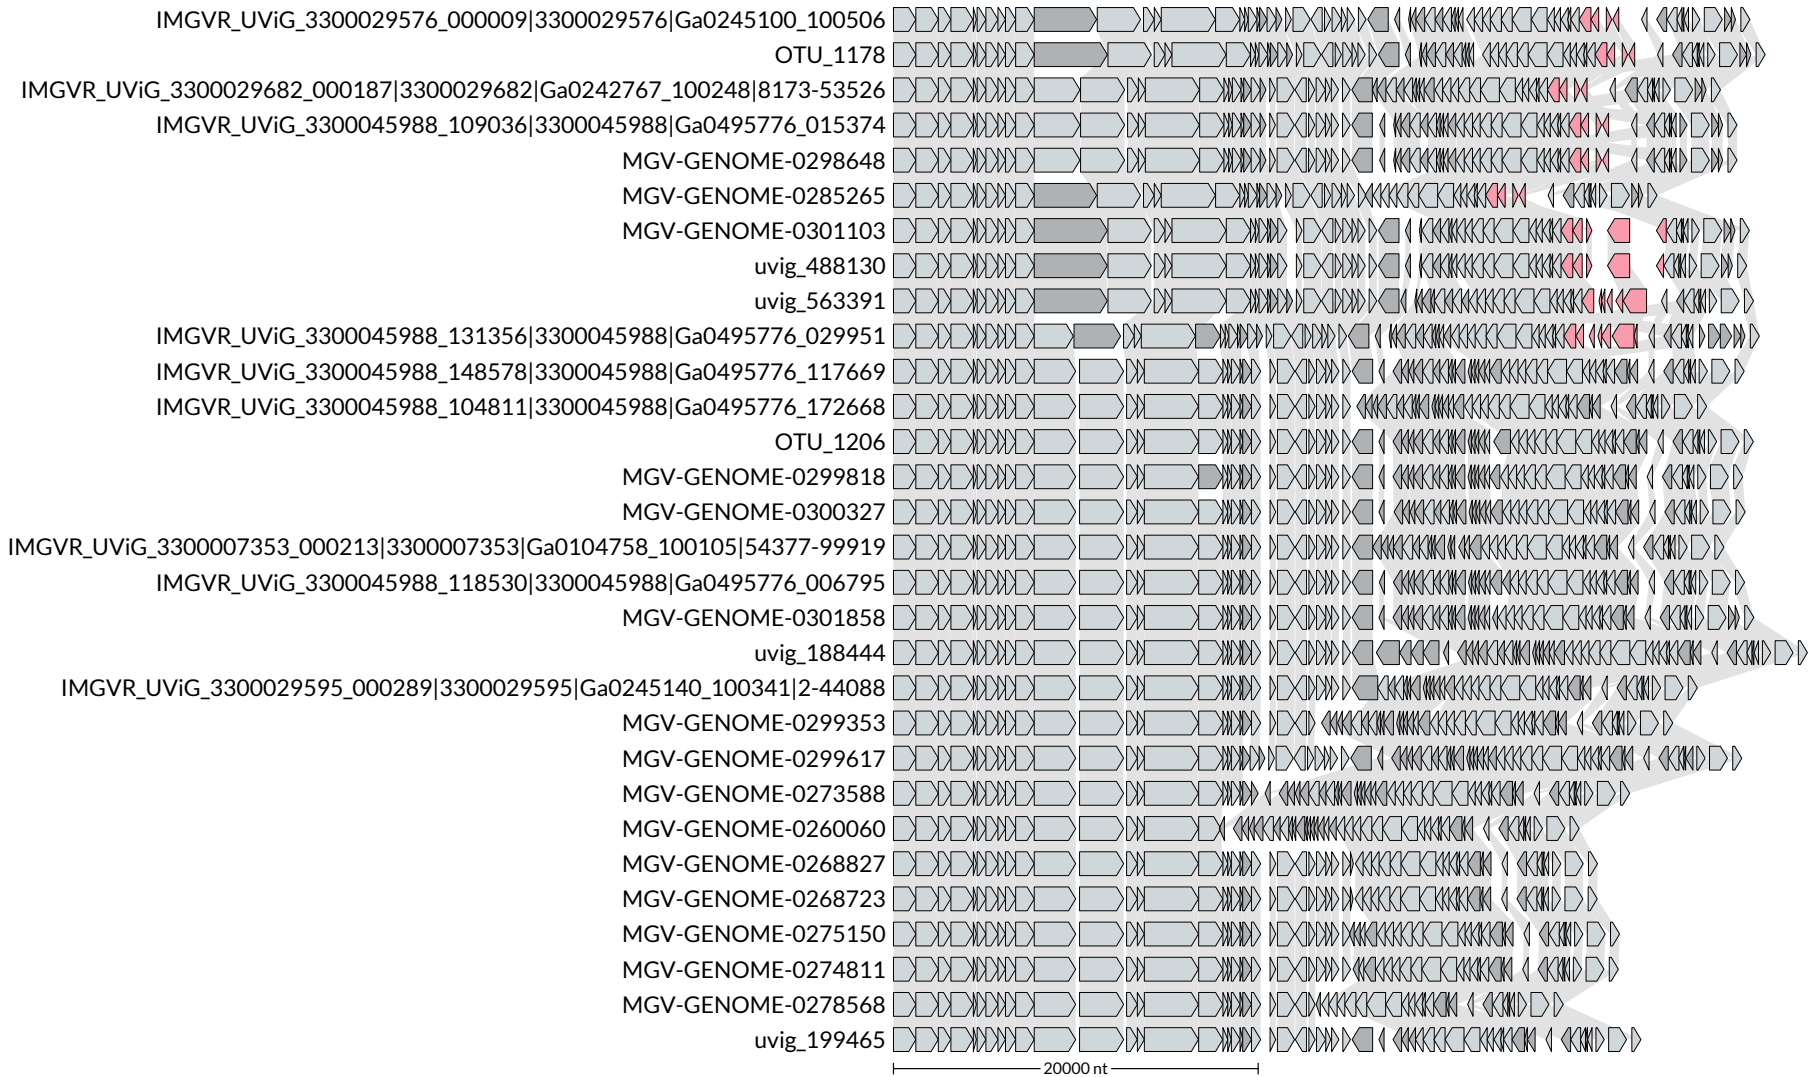 IMGVR_UViG_3300029576_000009|3300029576|Ga0245100_100506
OTU_1178
IMGVR_UViG_3300029682_000187|3300029682|Ga0242767_100248|8173-53526
IMGVR_UViG_3300045988_109036|3300045988|Ga0495776_015374
MGV-GENOME-0298648
MGV-GENOME-0285265
MGV-GENOME-0301103
uvig_488130
uvig_563391
IMGVR_UViG_3300045988_131356|3300045988|Ga0495776_029951
IMGVR_UViG_3300045988_148578|3300045988|Ga0495776_117669
IMGVR_UViG_3300045988_104811|3300045988|Ga0495776_172668
OTU_1206
MGV-GENOME-0299818
MGV-GENOME-0300327
IMGVR_UViG_3300007353_000213|3300007353|Ga0104758_100105|54377-99919
IMGVR_UViG_3300045988_118530|3300045988|Ga0495776_006795
MGV-GENOME-0301858
uvig_188444
IMGVR_UViG_3300029595_000289|3300029595|Ga0245140_100341|2-44088
MGV-GENOME-0299353
MGV-GENOME-0299617
MGV-GENOME-0273588
MGV-GENOME-0260060
MGV-GENOME-0268827
MGV-GENOME-0268723
MGV-GENOME-0275150
MGV-GENOME-0274811
MGV-GENOME-0278568
uvig_199465
20000 nt